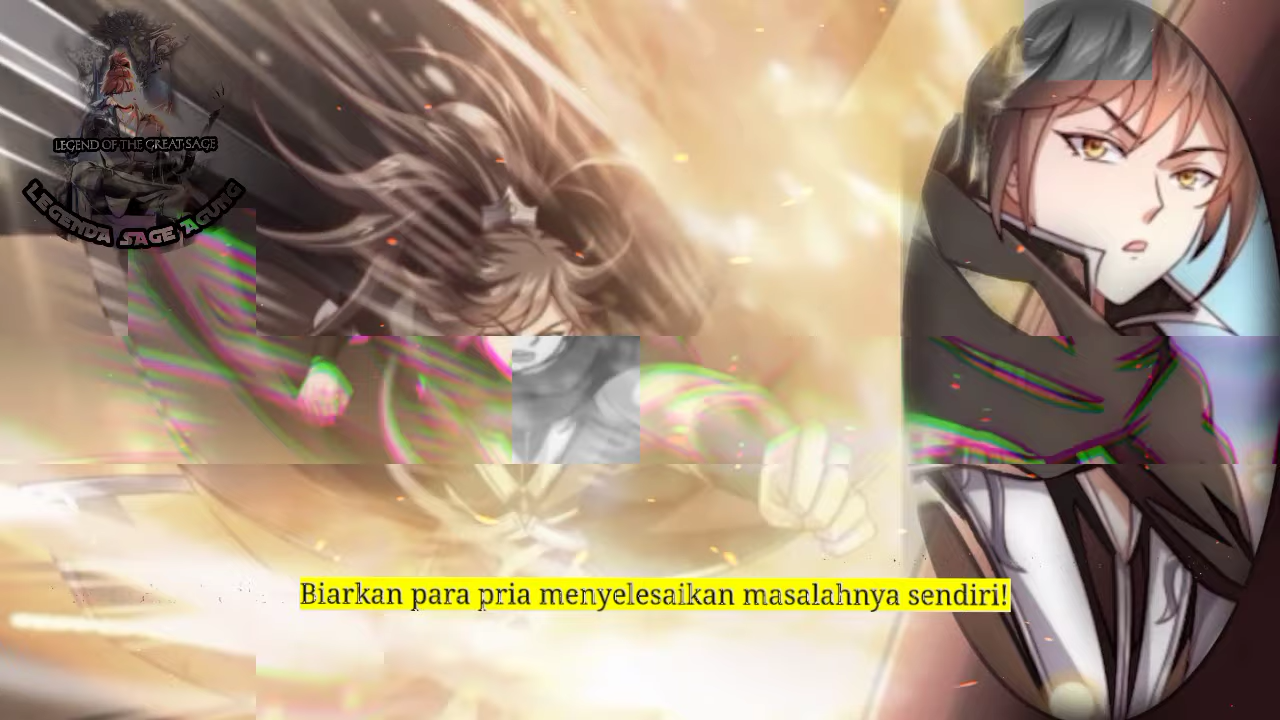 LEGEND OF THE GREAT SAGE
LEGENDA SAGE AGUNG
Biarkan para pria menyelesaikan masalahnya sendiri!